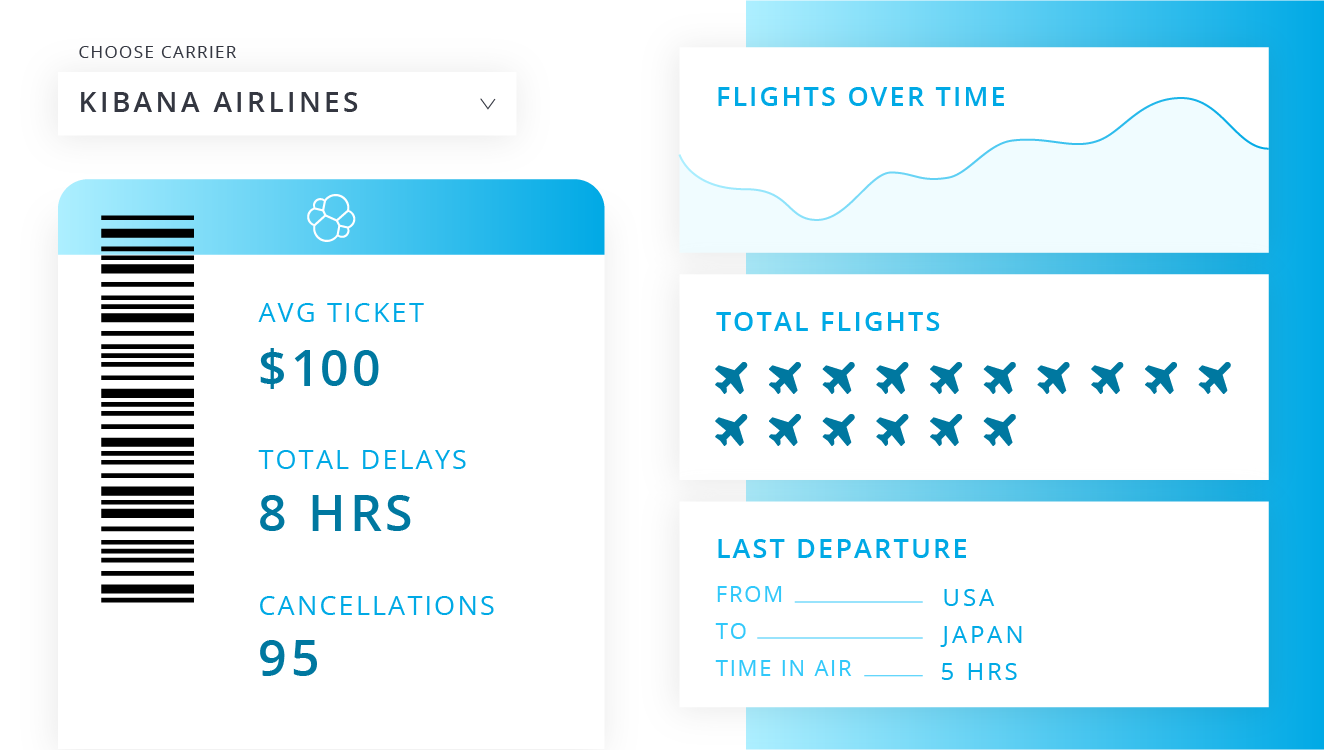 CHOOSE CARRIER
KIBANA AIRLINES
AVG TICKET
$100
TOTAL DELAYS
8 HRS
CANCELLATIONS
95
FLIGHTS OVER TIME
TOTAL FLIGHTS
LAST DEPARTURE
FROM USA
TO JAPAN
TIME IN AIR 5 HRS